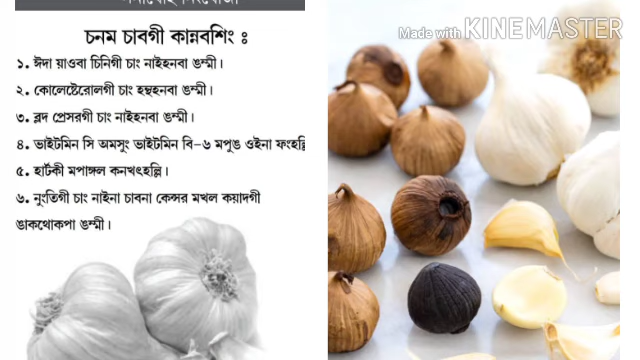 চনম চাবগী কান্নবশিং ঃ
১. ঈদা য়াওবা চিনিগী চাং নাইহনবা ঙম্মী।
২. কোলেষ্টেরোলগী চাং হন্থহনবা ঙম্মী।
৩. ব্লদ প্রেসরগী চাং নাইহনবা ঙম্মী।
৪. ভাইটমিন সি অমসুং ভাইটমিন বি-৬ মপুঙ ওইনা ফংহল্লি
৫. হার্টকী মপাঙ্গল কনখৎহল্লি।
৬. নুংতিগী চাং নাইনা চাবনা কেন্সর মখল কয়াদগী
ঙাকথোকপা ঙম্মী।
Made with KINEMASTER